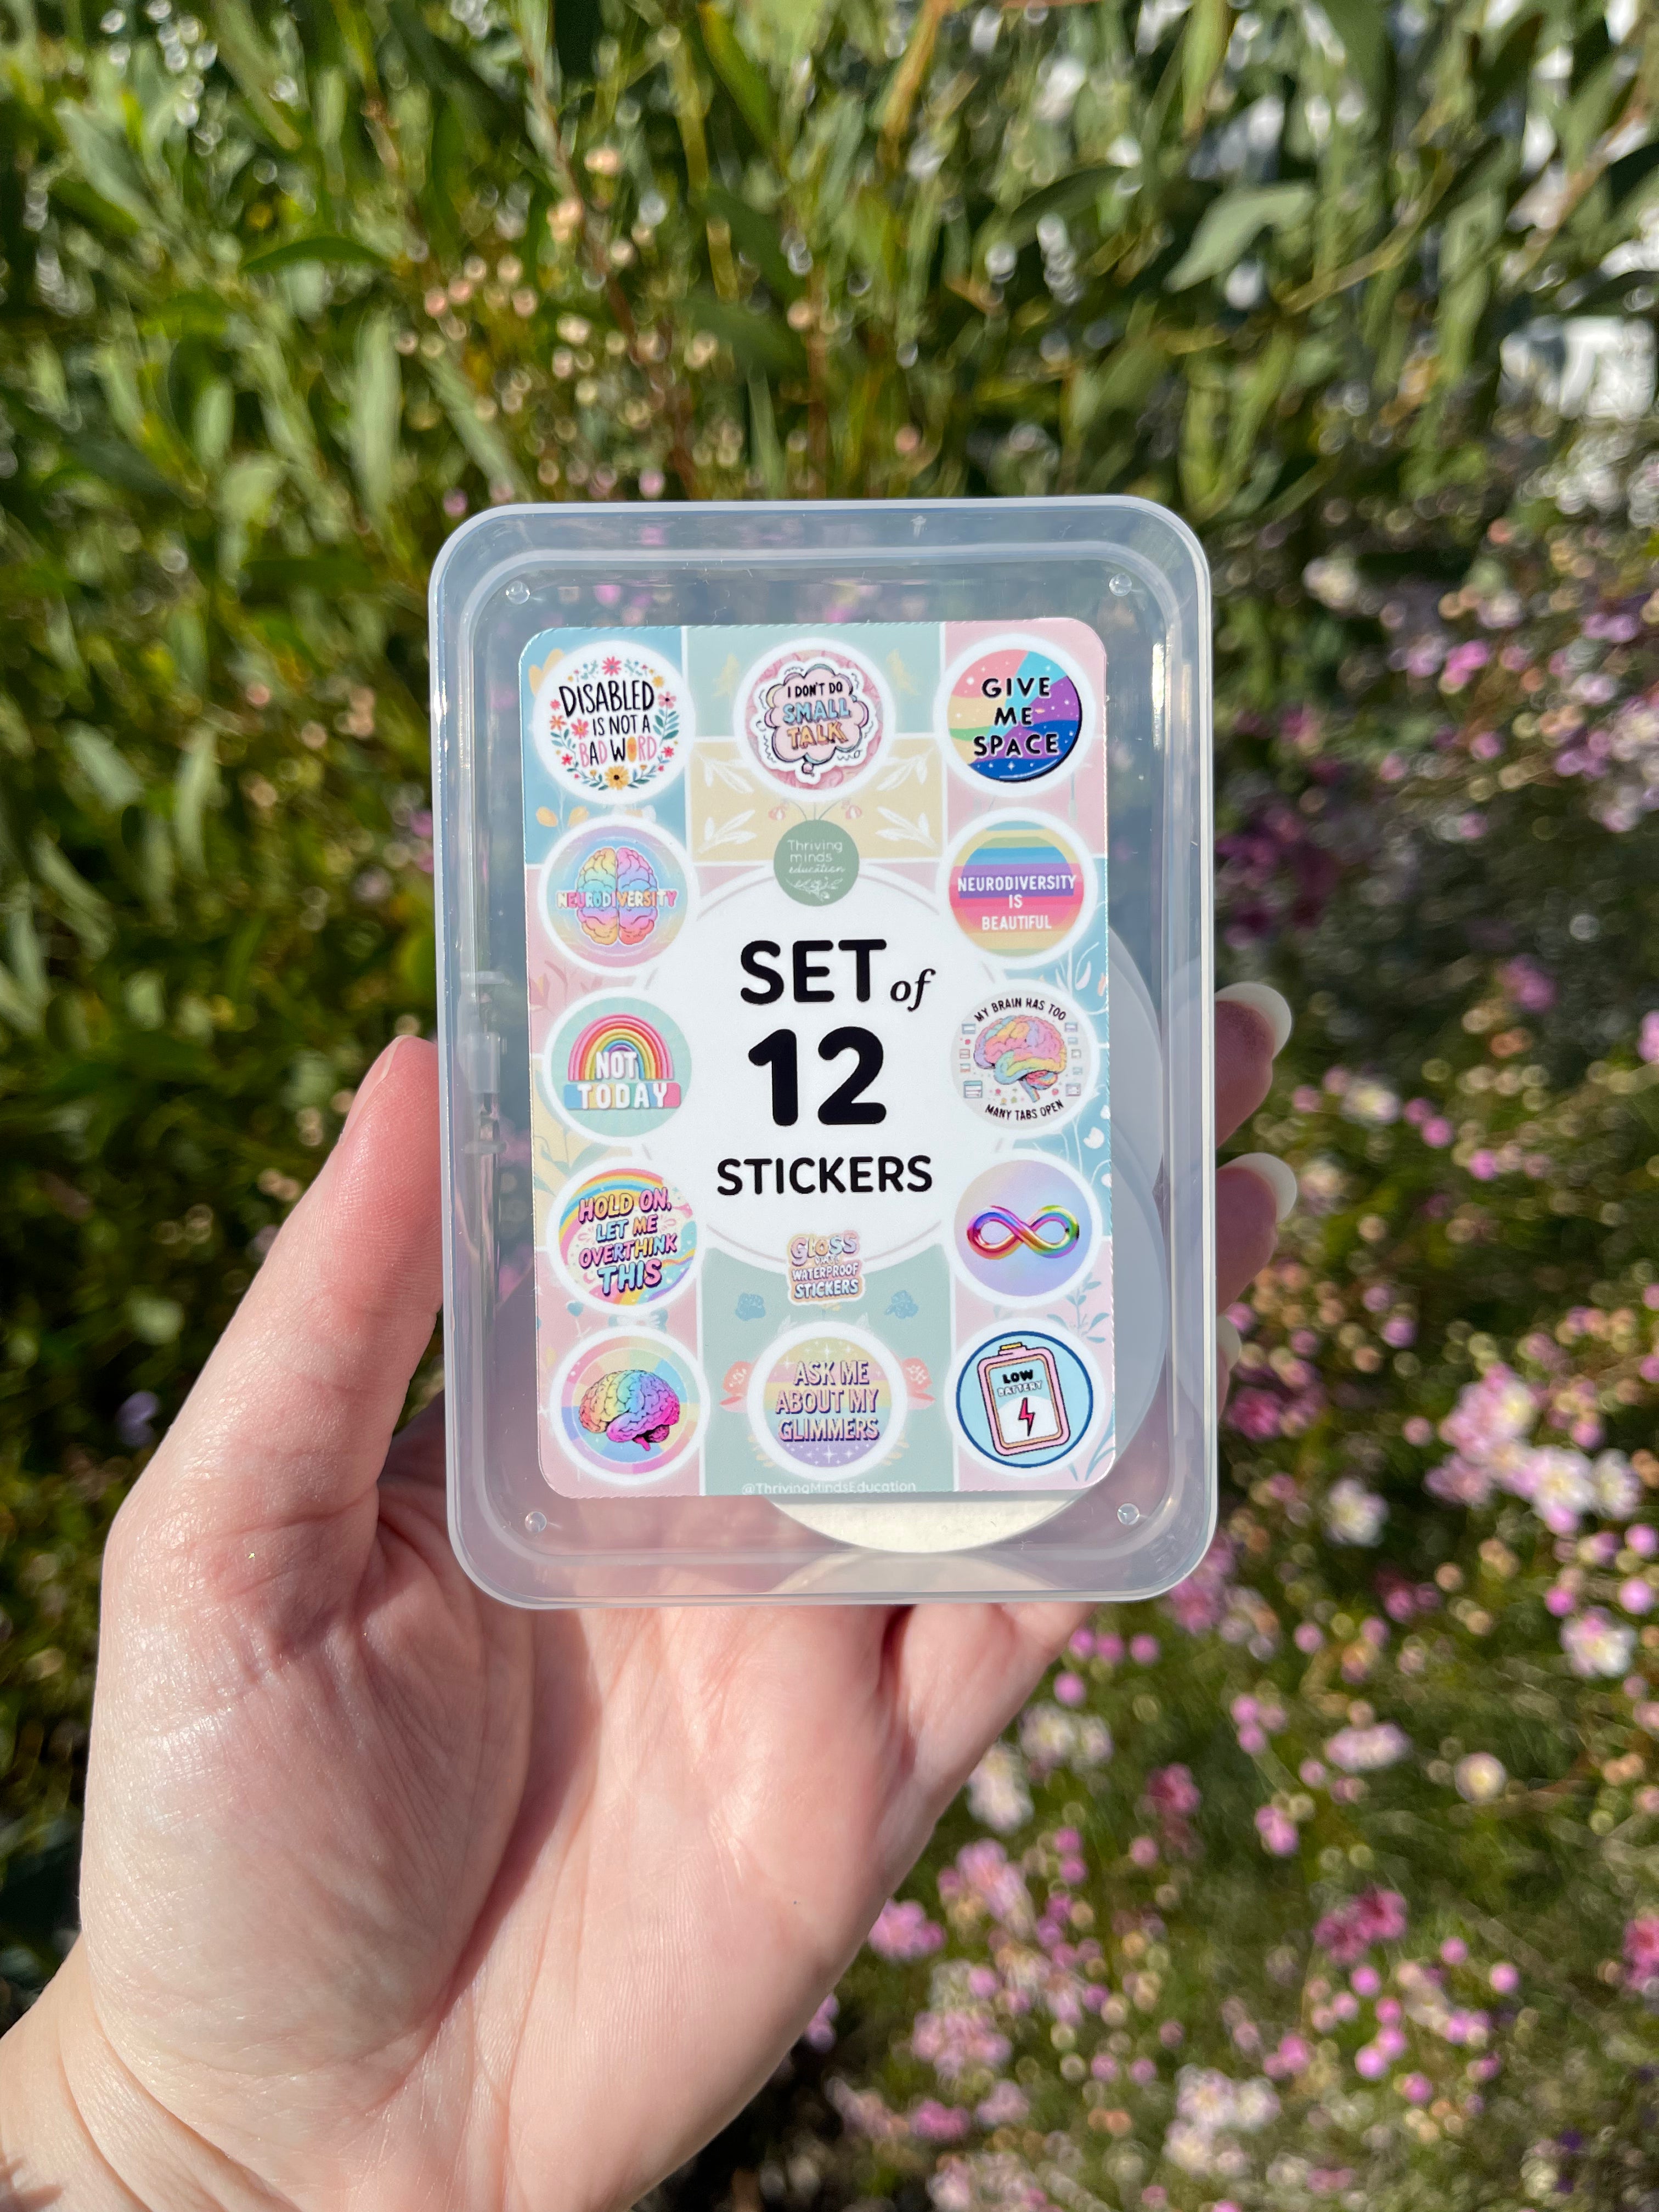 DISABLED
IS NOT A
BAD WORD
I DON'T DO
SMALL
TALK
GIVE
ME
SPACE
Thriving
minds
education
NEURODIVERSITY
NEURODIVERSITY
IS
BEAUTIFUL
SET of
12
STICKERS
NOT
TODAY
MY BRAIN HAS TOO
MANY TABS OPEN
HOLD ON,
LET ME
OVERTHINK
THIS
GLOSS
WATERPROOF
STICKERS
ASK ME
ABOUT MY
GLIMMERS
LOW
BATTERY
@ThrivingMindsEducation